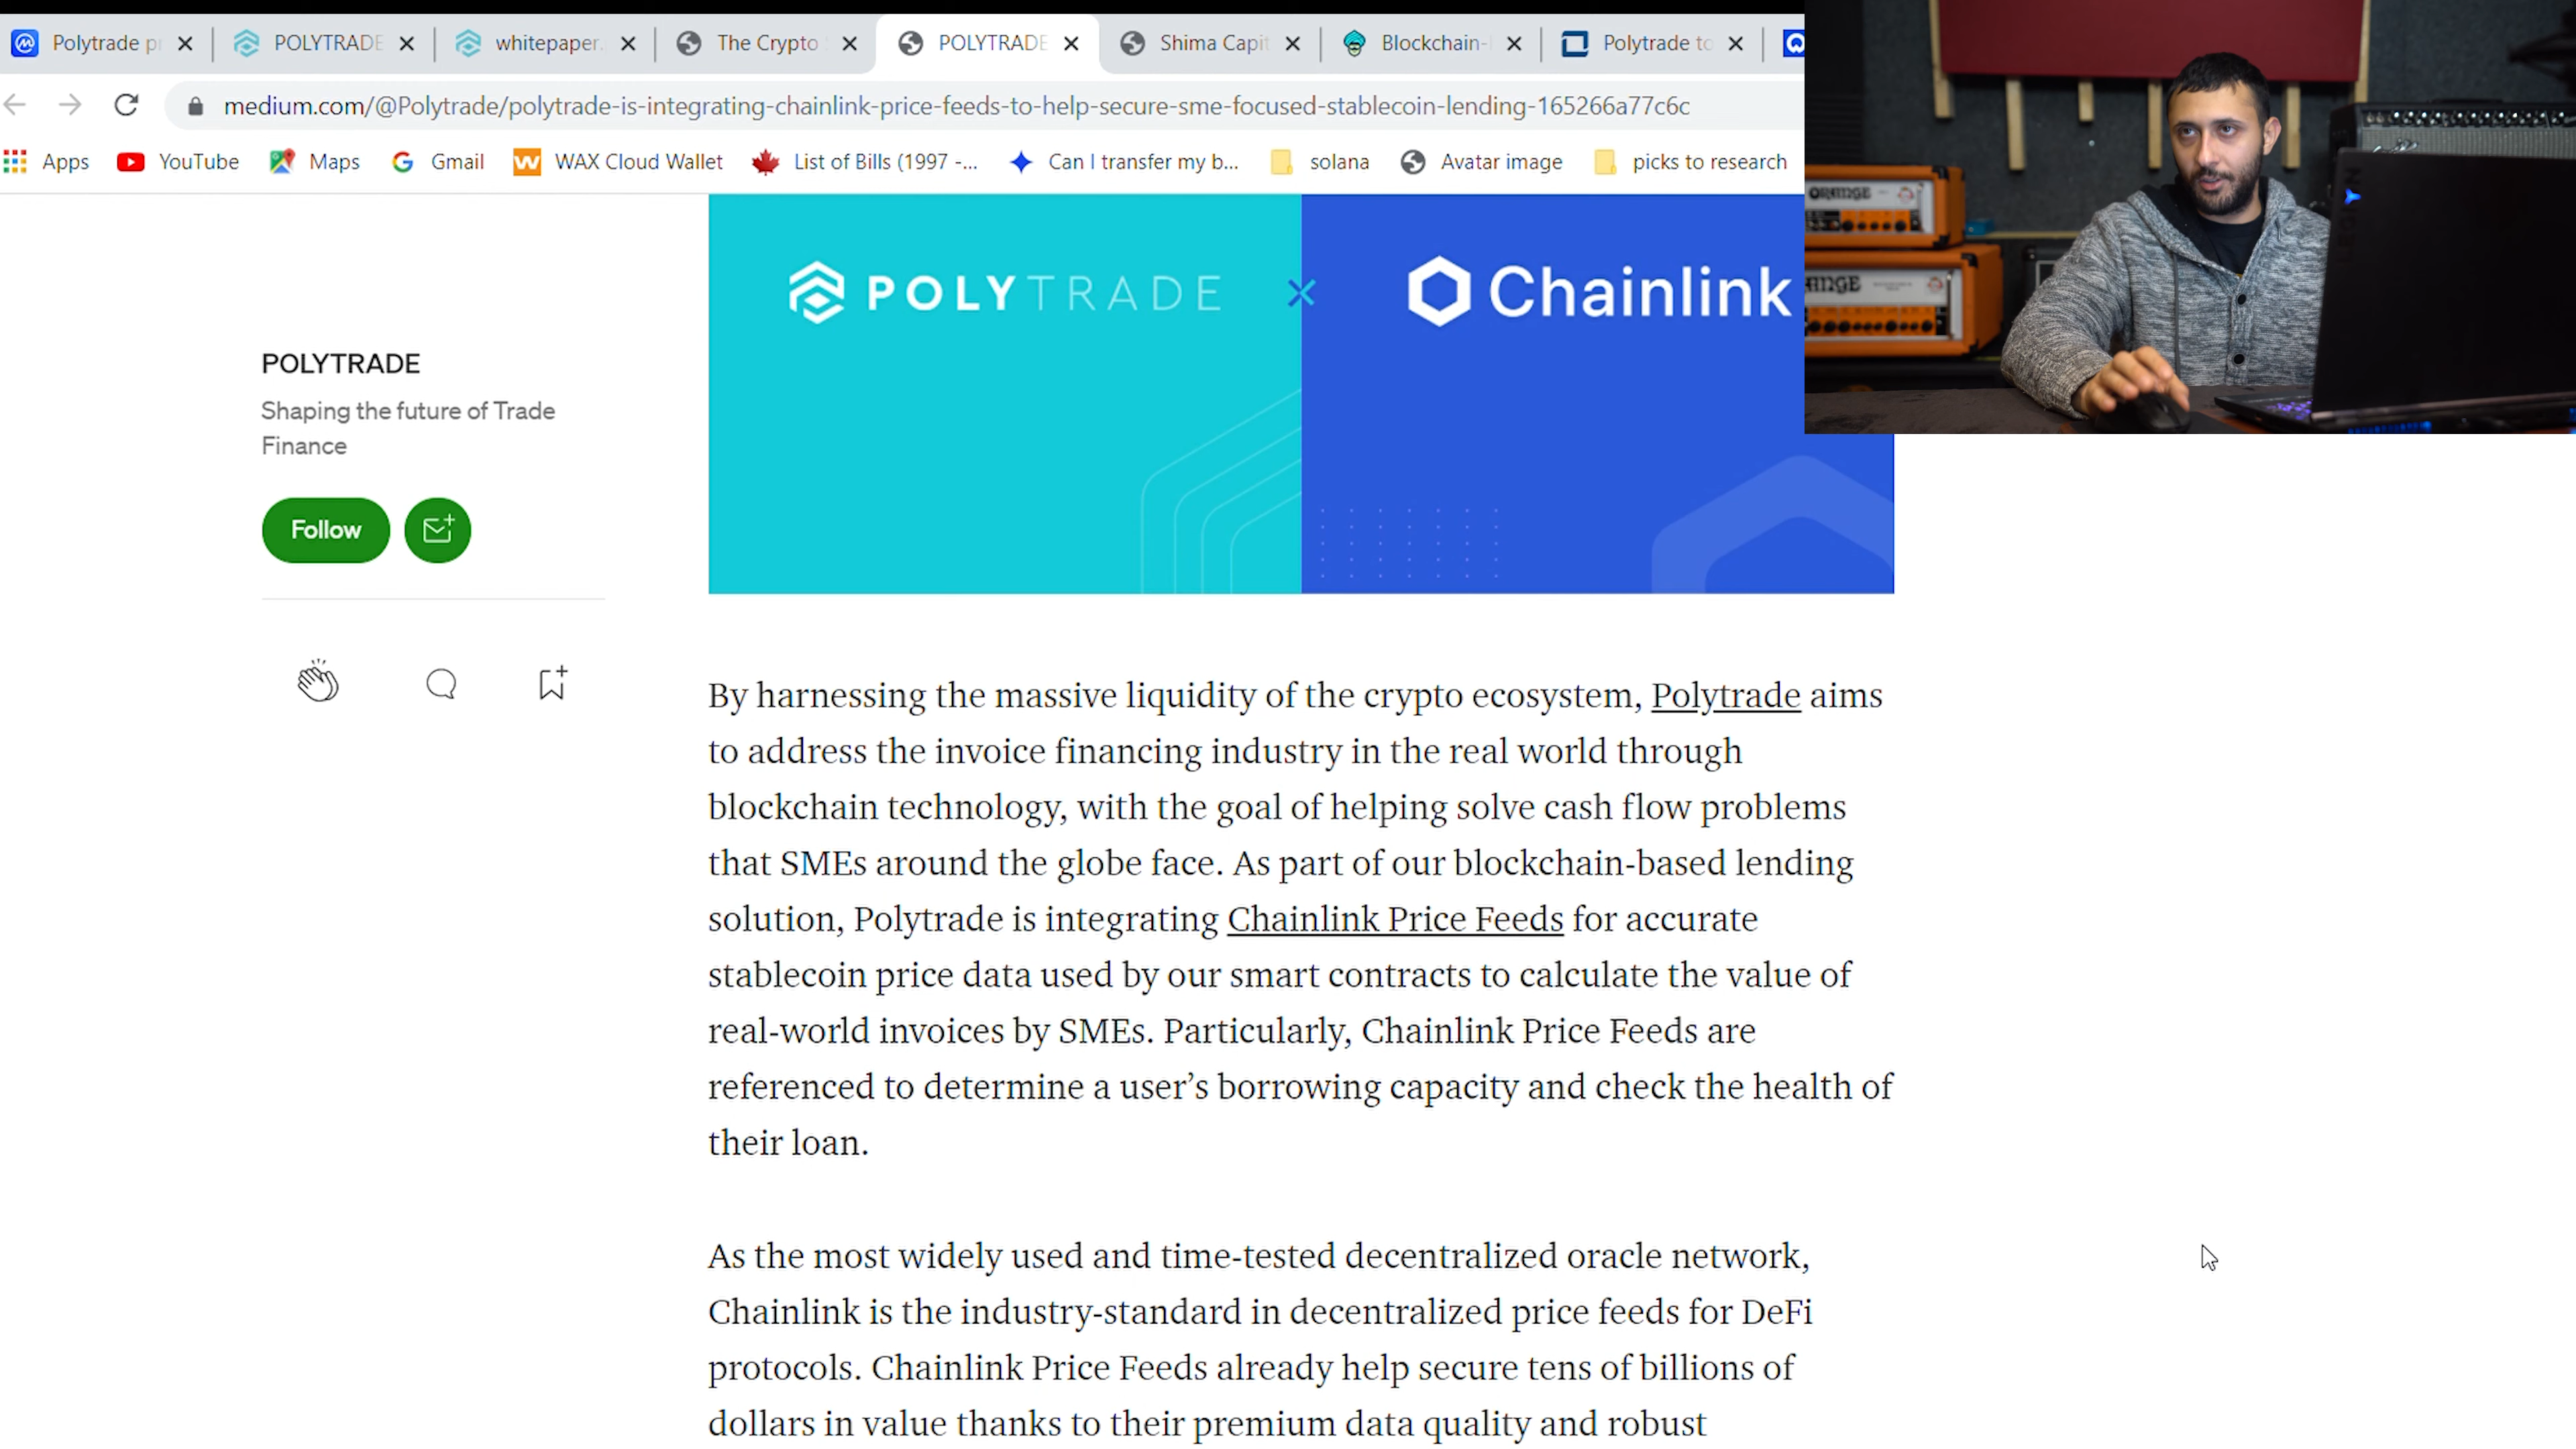 Polytrade pr
POLYTRADE
whitepaper.
The Crypto
POLYTRADE
Shima Capit
Blockchain-
Polytrade to
medium.com/@Polytrade/polytrade-is-integrating-chainlink-price-feeds-to-help-secure-sme-focused-stablecoin-lending-165266a77c6c
Apps
YouTube
Maps
Gmail
WAX Cloud Wallet
List of Bills (1997 -...
Can I transfer my b...
solana
Avatar image
picks to research
ORANGE
POLYTRADE
Chainlink
POLYTRADE
Shaping the future of Trade
Finance
Follow
By harnessing the massive liquidity of the crypto ecosystem, Polytrade aims
to address the invoice financing industry in the real world through
blockchain technology, with the goal of helping solve cash flow problems
that SMEs around the globe face. As part of our blockchain-based lending
solution, Polytrade is integrating Chainlink Price Feeds for accurate
stablecoin price data used by our smart contracts to calculate the value of
real-world invoices by SMEs. Particularly, Chainlink Price Feeds are
referenced to determine a user’s borrowing capacity and check the health of
their loan.
As the most widely used and time-tested decentralized oracle network,
Chainlink is the industry-standard in decentralized price feeds for DeFi
protocols. Chainlink Price Feeds already help secure tens of billions of
dollars in value thanks to their premium data quality and robust